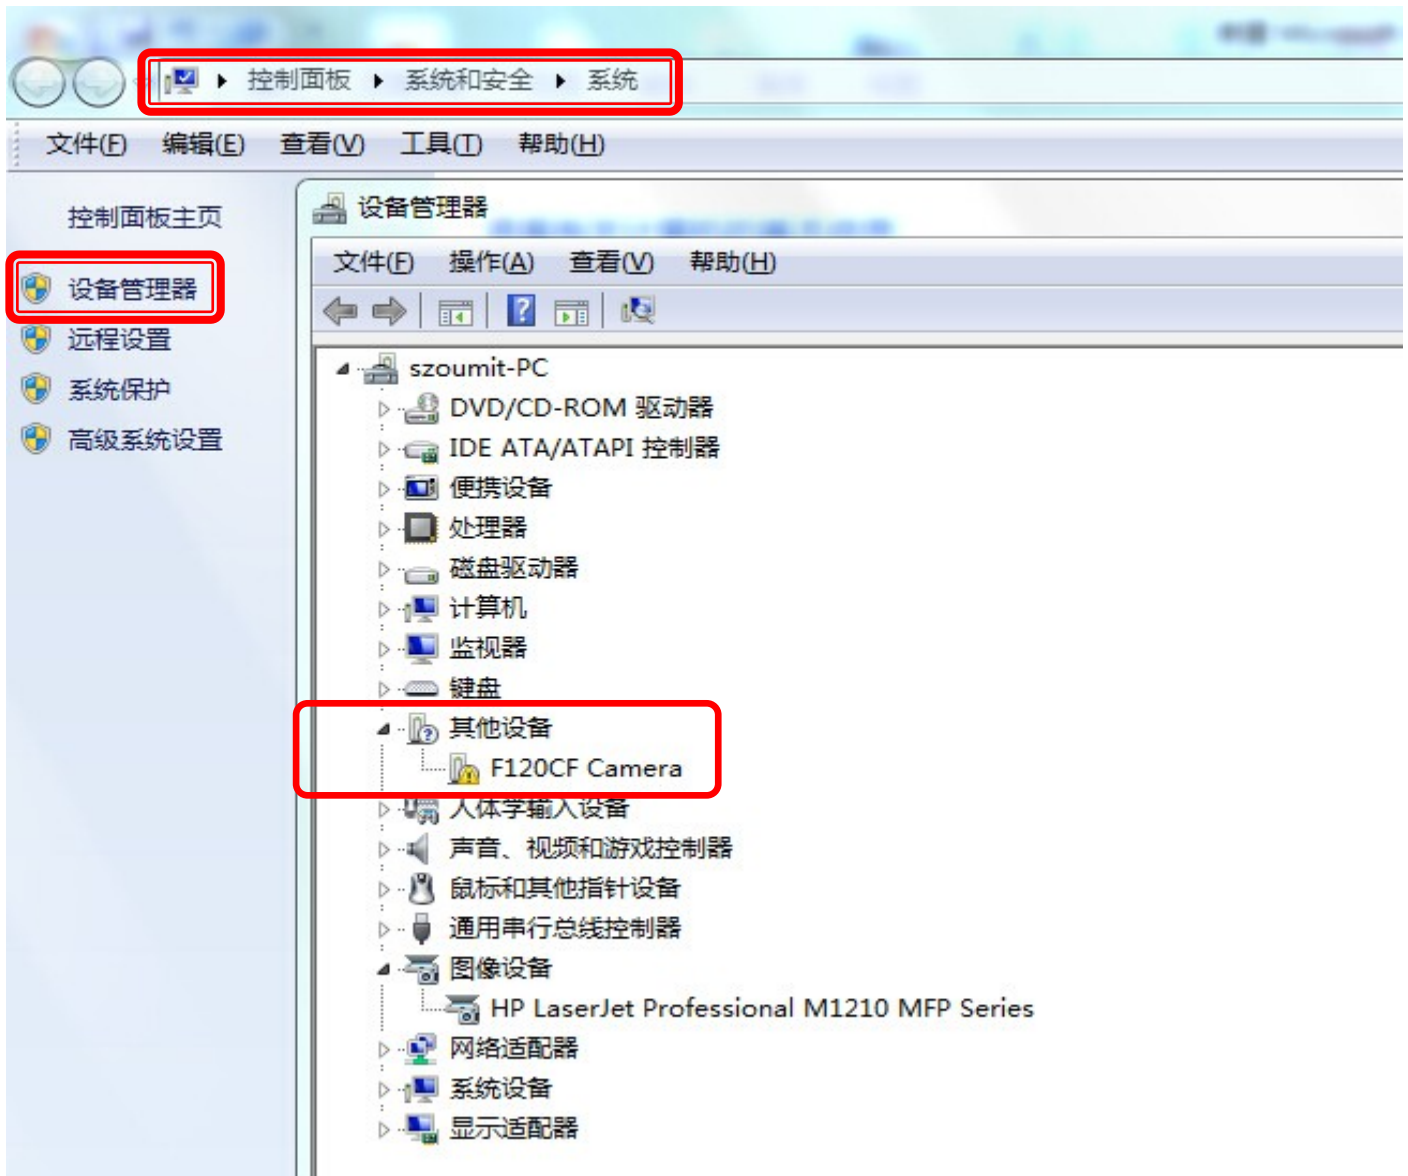 控制面板 系统和安全 系统
文件(F) 编辑(E) 查看(V) 工具(T) 帮助(H)
控制面板主页
设备管理器
远程设置
系统保护
高级系统设置
设备管理器
文件(F) 操作(A) 查看(V) 帮助(H)
szoumit-PC
DVD/CD-ROM 驱动器
IDE ATA/ATAPI 控制器
便携设备
处理器
磁盘驱动器
计算机
监视器
键盘
其他设备
F120CF Camera
人体学输入设备
声音、视频和游戏控制器
鼠标和其他指针设备
通用串行总线控制器
图像设备
HP LaserJet Professional M1210 MFP Series
网络适配器
系统设备
显示适配器